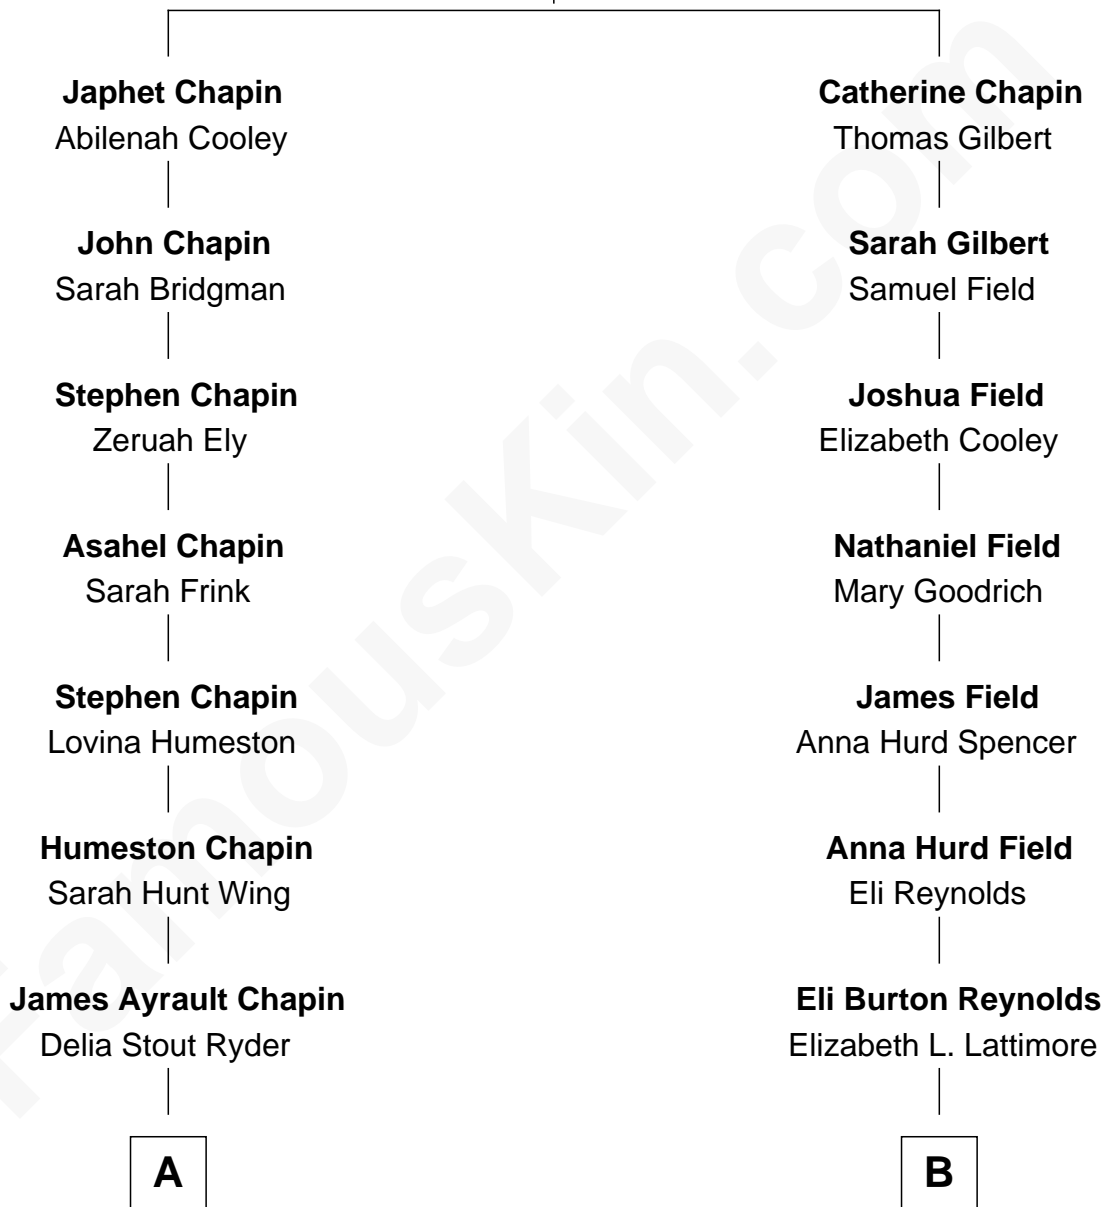 Japhet Chapin
Abilenah Cooley
Catherine Chapin
Thomas Gilbert
John Chapin
Sarah Bridgman
Sarah Gilbert
Samuel Field
Stephen Chapin
Zeruah Ely
Joshua Field
Elizabeth Cooley
Asahel Chapin
Sarah Frink
Nathaniel Field
Mary Goodrich
Stephen Chapin
Lovina Humeston
James Field
Anna Hurd Spencer
Humeston Chapin
Sarah Hunt Wing
Anna Hurd Field
Eli Reynolds
James Ayrault Chapin
Delia Stout Ryder
Eli Burton Reynolds
Elizabeth L. Lattimore
A
B
FamousKin.com